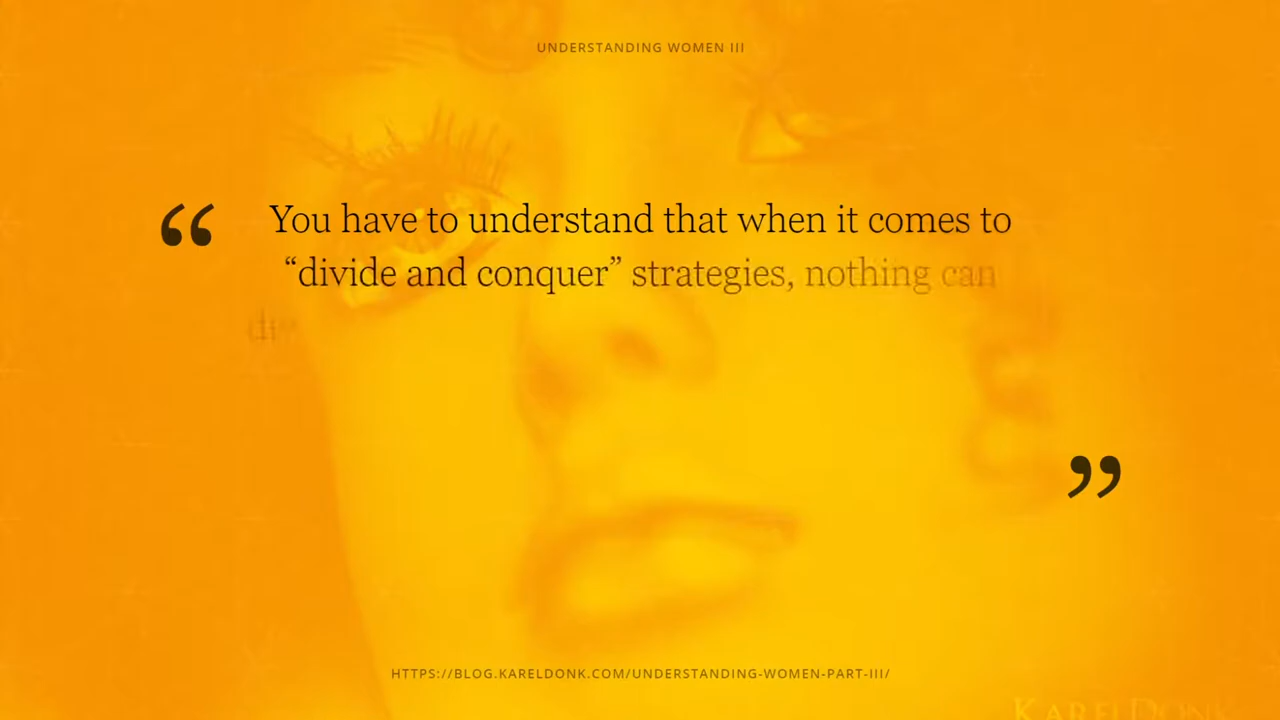 UNDERSTANDING WOMEN III
“ You have to understand that when it comes to
“divide and conquer” strategies, nothing can
”
HTTPS://BLOG.KARELDONK.COM/UNDERSTANDING-WOMEN-PART-III/
KARELDONK